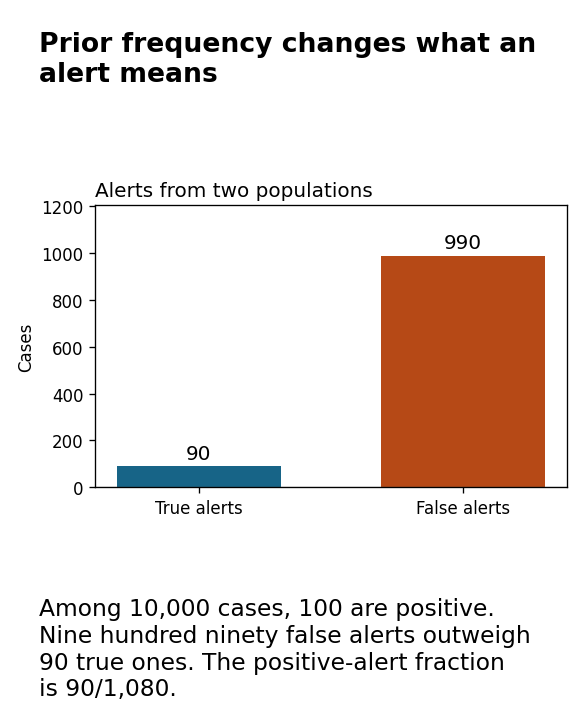 Prior frequency changes what an
alert means
Alerts from two populations
1200
1000
800
600
400
200
0
Cases
990
90
True alerts
False alerts
Among 10,000 cases, 100 are positive.
Nine hundred ninety false alerts outweigh
90 true ones. The positive-alert fraction
is 90/1,080.